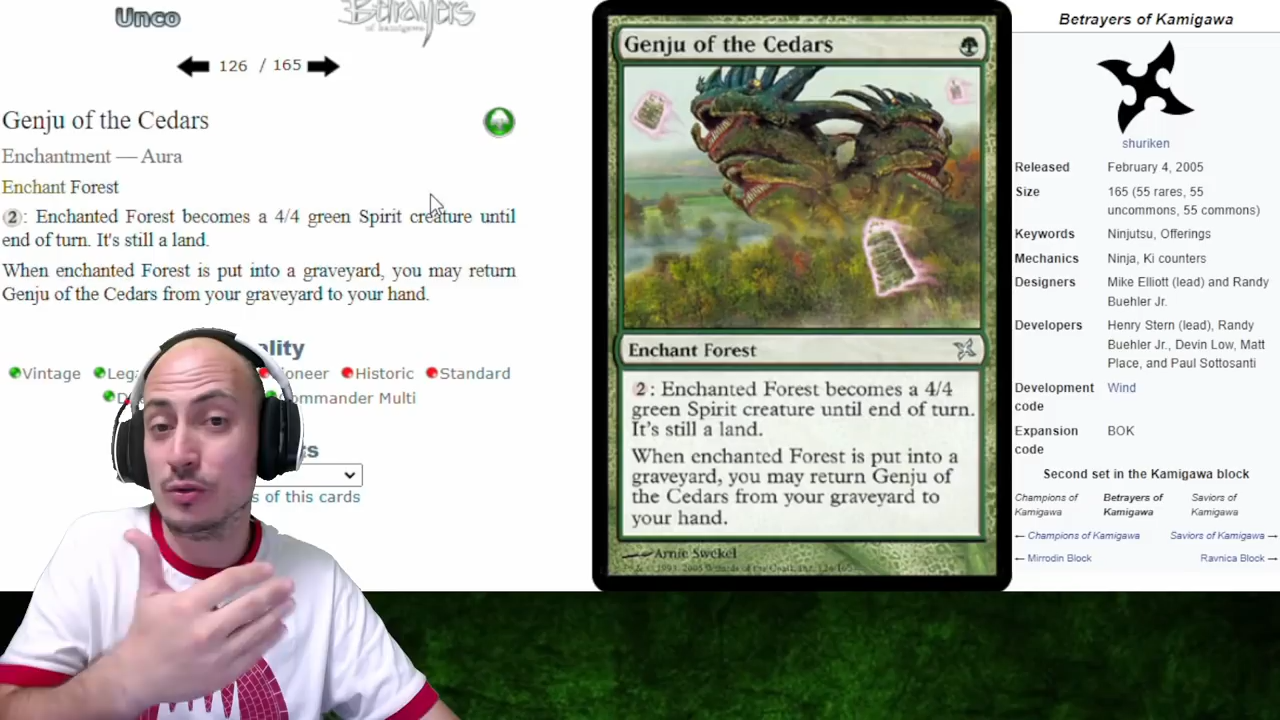 Unco
Betrayers
of kamigawa
126 / 165
Genju of the Cedars
Enchantment — Aura
Enchant Forest
2: Enchanted Forest becomes a 4/4 green Spirit creature until
end of turn. It's still a land.
When enchanted Forest is put into a graveyard, you may return
Genju of the Cedars from your graveyard to your hand.
ality
Vintage Historic Standard
ommander Multi
rs
s of this cards
Genju of the Cedars
Enchant Forest
2: Enchanted Forest becomes a 4/4
green Spirit creature until end of turn.
It's still a land.
When enchanted Forest is put into a
graveyard, you may return Genju of
the Cedars from your graveyard to
your hand.
Arnie Swekel
Betrayers of Kamigawa
shuriken
Released February 4, 2005
Size 165 (55 rares, 55
uncommons, 55 commons)
Keywords Ninjutsu, Offerings
Mechanics Ninja, Ki counters
Designers Mike Elliott (lead) and Randy
Buehler Jr.
Developers Henry Stern (lead), Randy
Buehler Jr., Devin Low, Matt
Place, and Paul Sottosanti
Development Wind
code
Expansion BOK
code
Second set in the Kamigawa block
Champions of Betrayers of Saviors of
Kamigawa Kamigawa Kamigawa
← Champions of Kamigawa Saviors of Kamigawa →
← Mirrodin Block Ravnica Block →